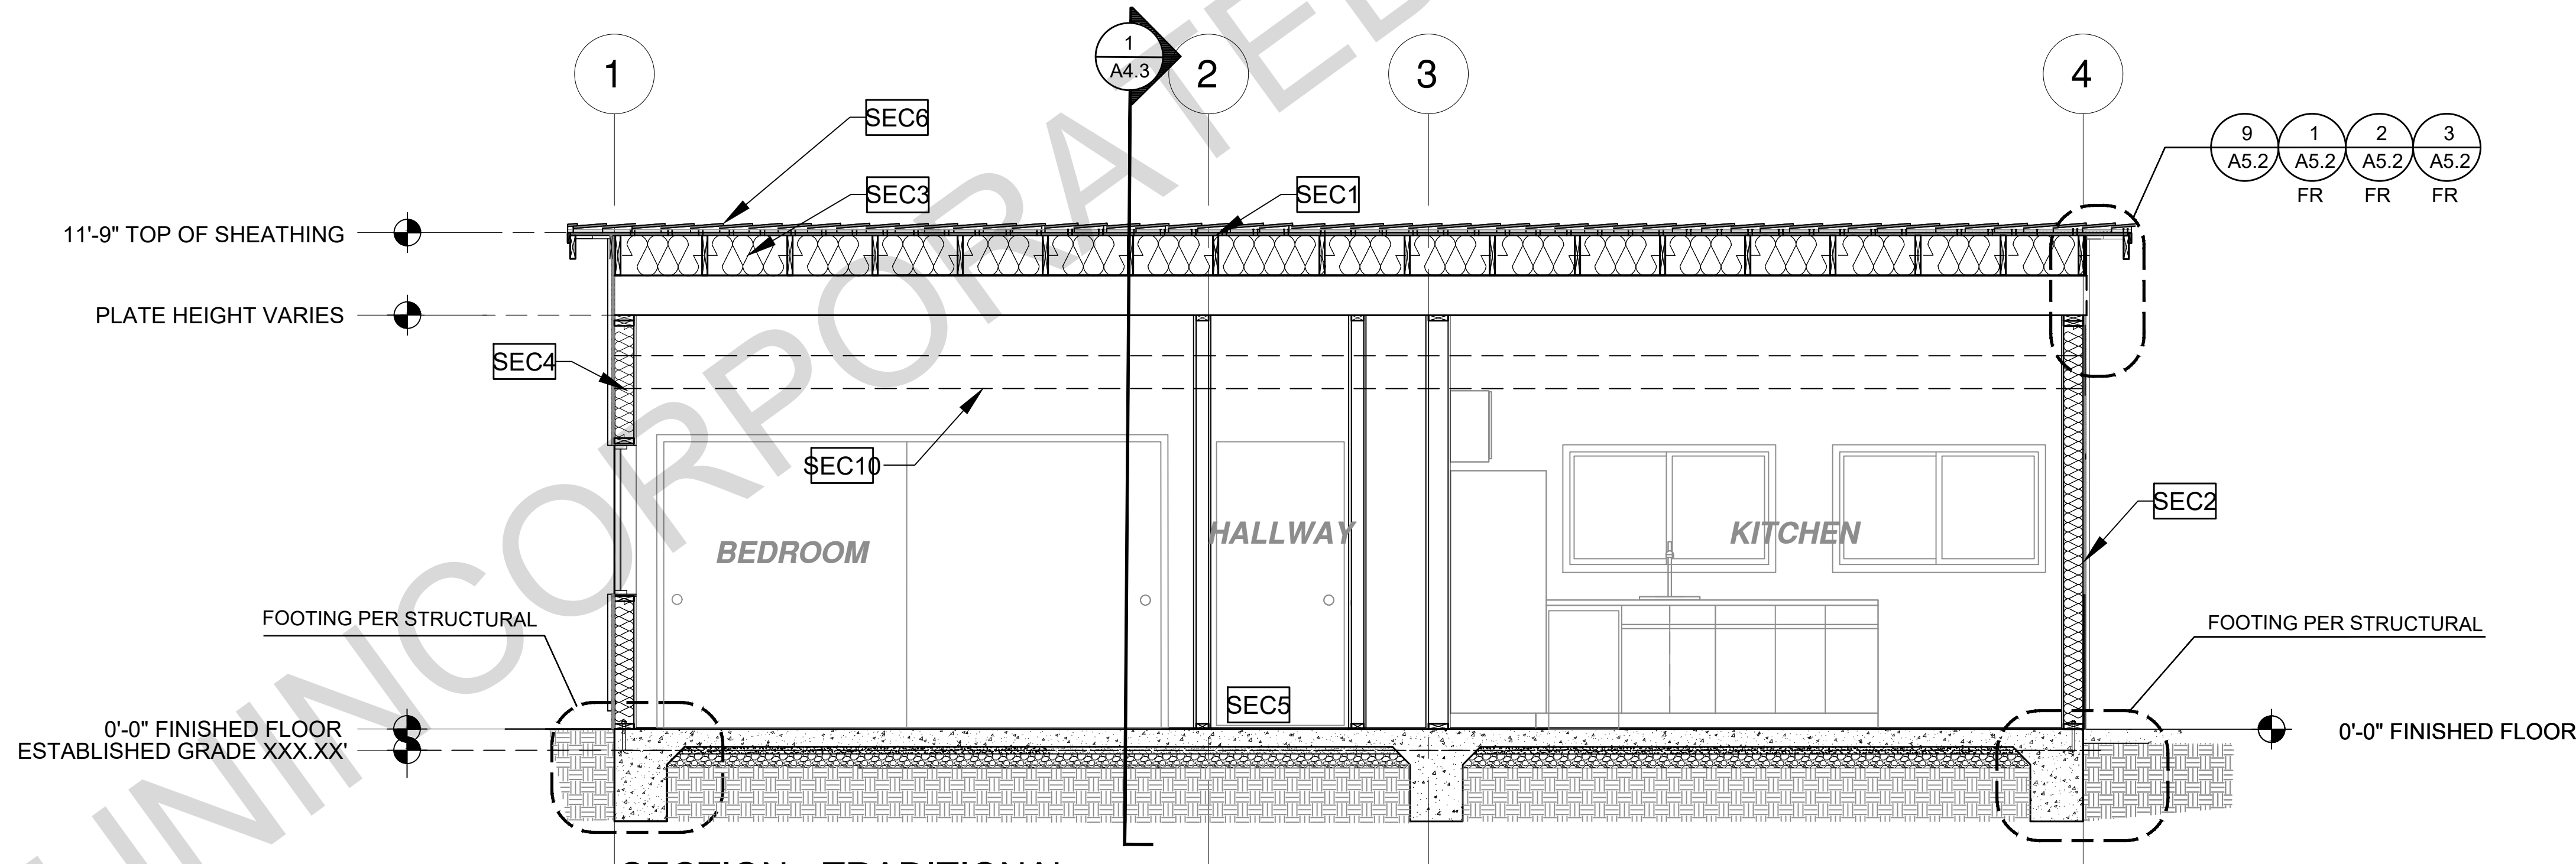 1
A4.3
1
2
3
4
SEC6
9
A5.2
1
A5.2
FR
2
A5.2
FR
3
A5.2
FR
SEC3
SEC1
11'-9" TOP OF SHEATHING
PLATE HEIGHT VARIES
SEC4
SEC10
SEC2
BEDROOM
HALLWAY
KITCHEN
FOOTING PER STRUCTURAL
FOOTING PER STRUCTURAL
SEC5
0'-0" FINISHED FLOOR
ESTABLISHED GRADE XXX.XX'
0'-0" FINISHED FLOOR
SECTION - TRADITIONAL
UNINCORPORATED